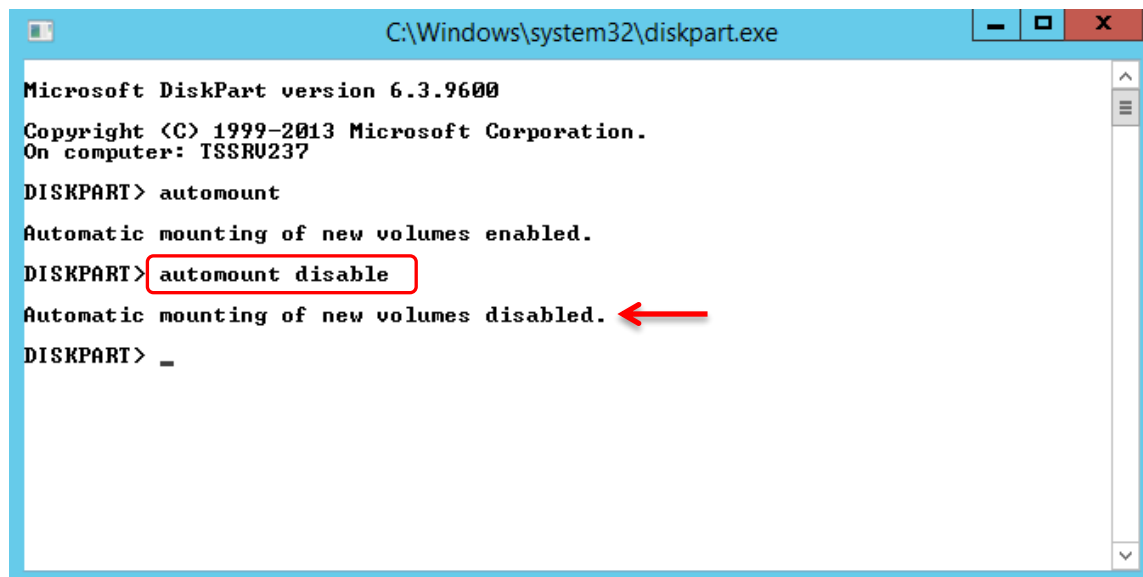 C:\Windows\system32\diskpart.exe
Microsoft DiskPart version 6.3.9600
Copyright (C) 1999-2013 Microsoft Corporation.
On computer: TSSRV237
DISKPART> automount
Automatic mounting of new volumes enabled.
DISKPART> automount disable
Automatic mounting of new volumes disabled.
DISKPART> _